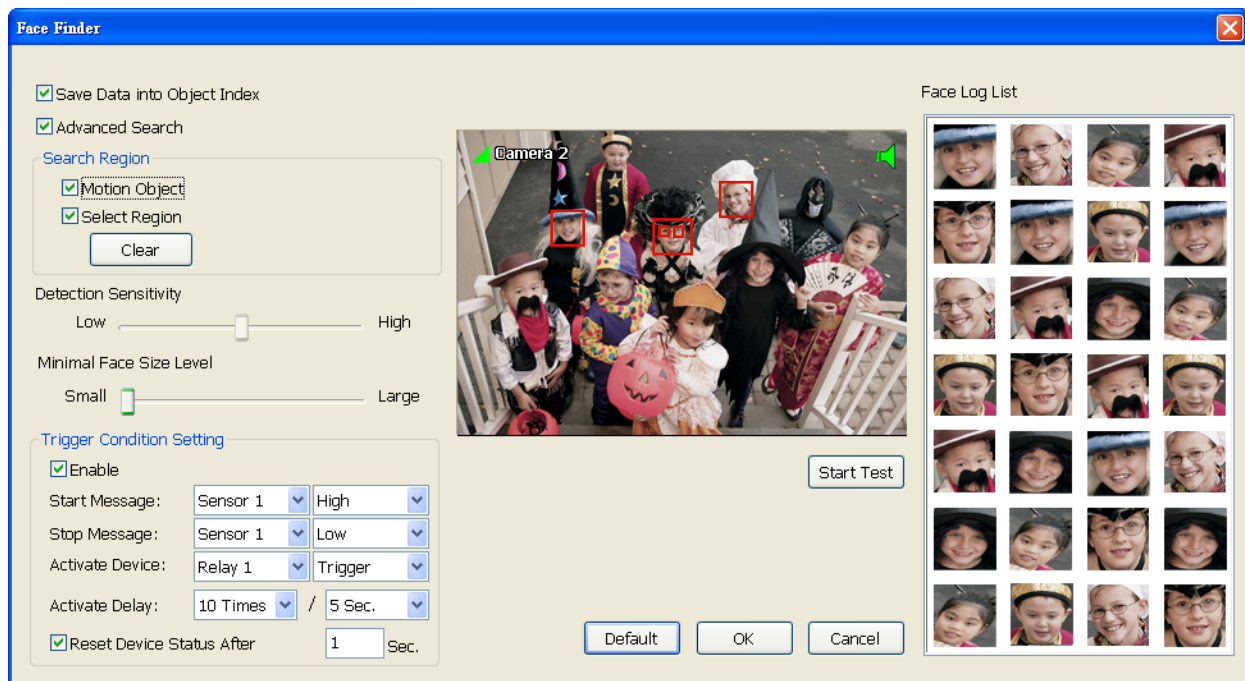 Face Finder
Save Data into Object Index
Advanced Search
Search Region
Motion Object
Select Region
Clear
Detection Sensitivity
Low High
Minimal Face Size Level
Small Large
Trigger Condition Setting
Enable
Start Message: Sensor 1 High
Stop Message: Sensor 1 Low
Activate Device: Relay 1 Trigger
Activate Delay: 10 Times / 5 Sec.
Reset Device Status After 1 Sec.
Camera 2
Start Test
Default OK Cancel
Face Log List